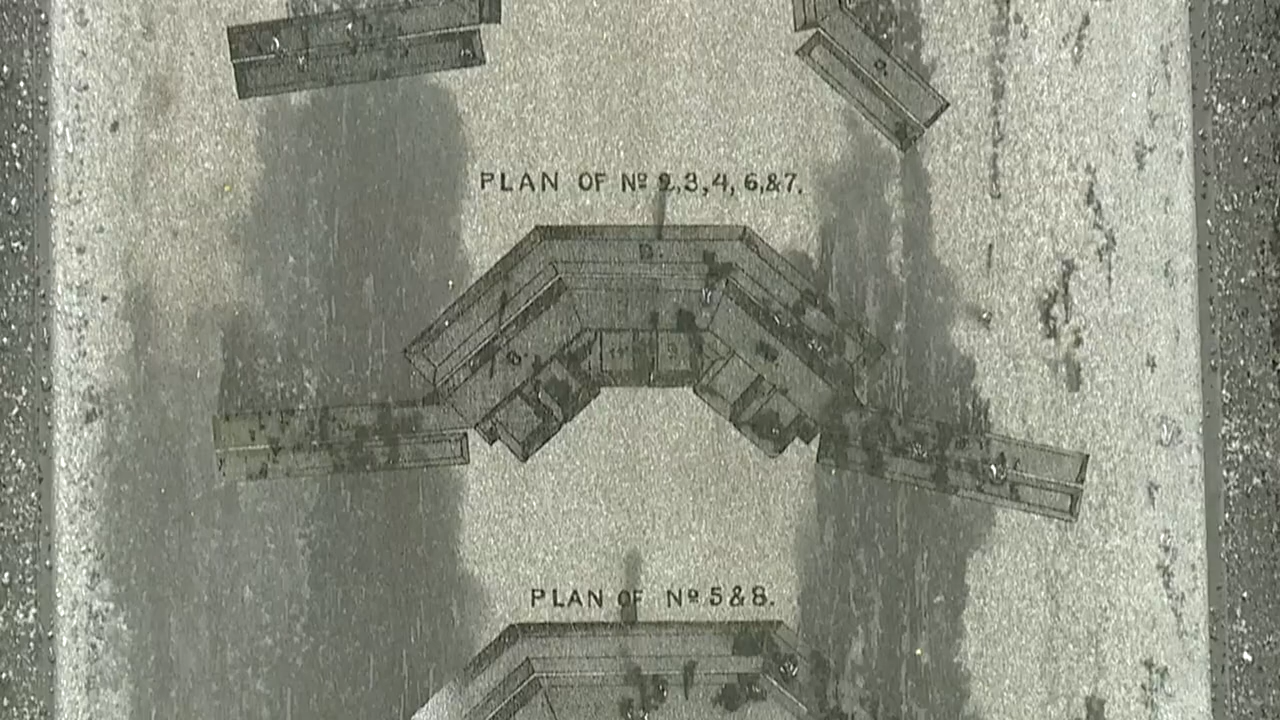 PLAN OF Nº 2,3,4, 6,&7.
D.
PLAN OF Nº 5&8.